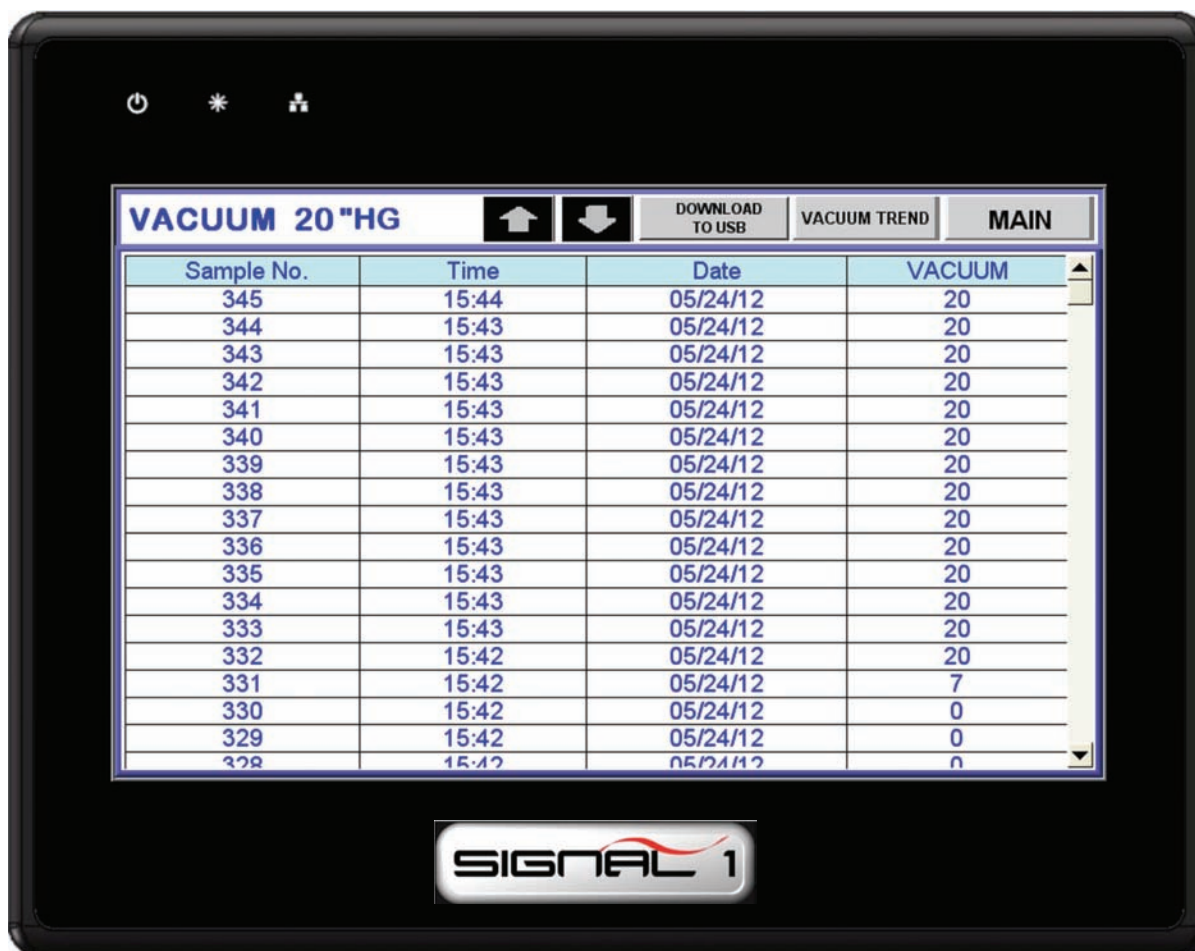 VACUUM 20 "HG
DOWNLOAD
TO USB
VACUUM TREND
MAIN
Sample No. Time Date VACUUM
345 15:44 05/24/12 20
344 15:43 05/24/12 20
343 15:43 05/24/12 20
342 15:43 05/24/12 20
341 15:43 05/24/12 20
340 15:43 05/24/12 20
339 15:43 05/24/12 20
338 15:43 05/24/12 20
337 15:43 05/24/12 20
336 15:43 05/24/12 20
335 15:43 05/24/12 20
334 15:43 05/24/12 20
333 15:43 05/24/12 20
332 15:42 05/24/12 20
331 15:42 05/24/12 7
330 15:42 05/24/12 0
329 15:42 05/24/12 0
328 15:42 05/24/12 0
SIGNAL 1